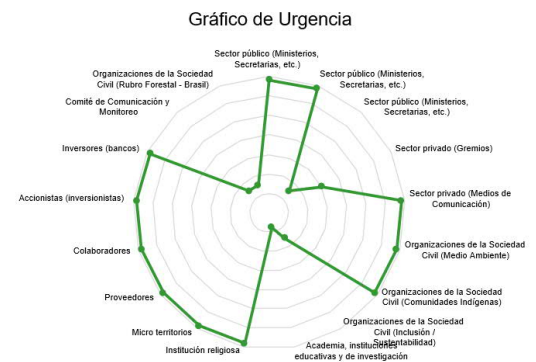 Gráfico de Urgencia
Sector público (Ministerios,
Secretarias, etc.)
Sector público (Ministerios,
Secretarias, etc.)
Sector público (Ministerios,
Secretarias, etc.)
Sector privado (Gremios)
Sector privado (Medios de
Comunicación)
Organizaciones de la Sociedad
Civil (Medio Ambiente)
Organizaciones de la Sociedad
Civil (Comunidades Indígenas)
Organizaciones de la Sociedad
Civil (Inclusión /
Sustentabilidad)
Academia, instituciones
educativas y de investigación
Institución religiosa
Micro territorios
Proveedores
Colaboradores
Accionistas (inversionistas)
Inversores (bancos)
Comité de Comunicación y
Monitoreo
Organizaciones de la Sociedad
Civil (Rubro Forestal - Brasil)